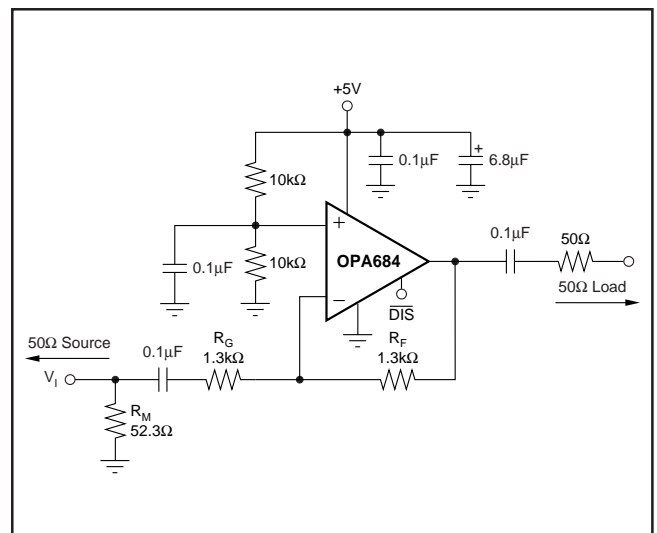 +5V
0.1µF
+
6.8µF
10kΩ
0.1µF
10kΩ
+
OPA684
−
DIS
0.1µF
50Ω
50Ω Load
50Ω Source
V_I
0.1µF
R_G
1.3kΩ
R_F
1.3kΩ
R_M
52.3Ω